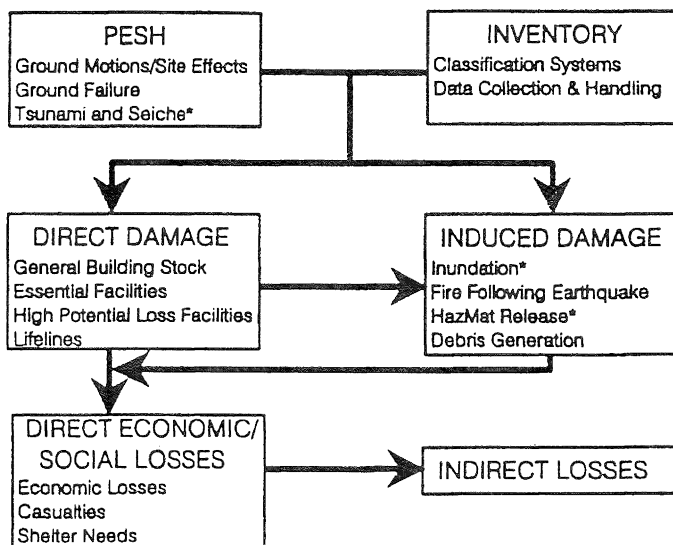 PESH
Ground Motions/Site Effects
Ground Failure
Tsunami and Seiche*
INVENTORY
Classification Systems
Data Collection & Handling
DIRECT DAMAGE
General Building Stock
Essential Facilities
High Potential Loss Facilities
Lifelines
INDUCED DAMAGE
Inundation*
Fire Following Earthquake
HazMat Release*
Debris Generation
DIRECT ECONOMIC/
SOCIAL LOSSES
Economic Losses
Casualties
Shelter Needs
INDIRECT LOSSES